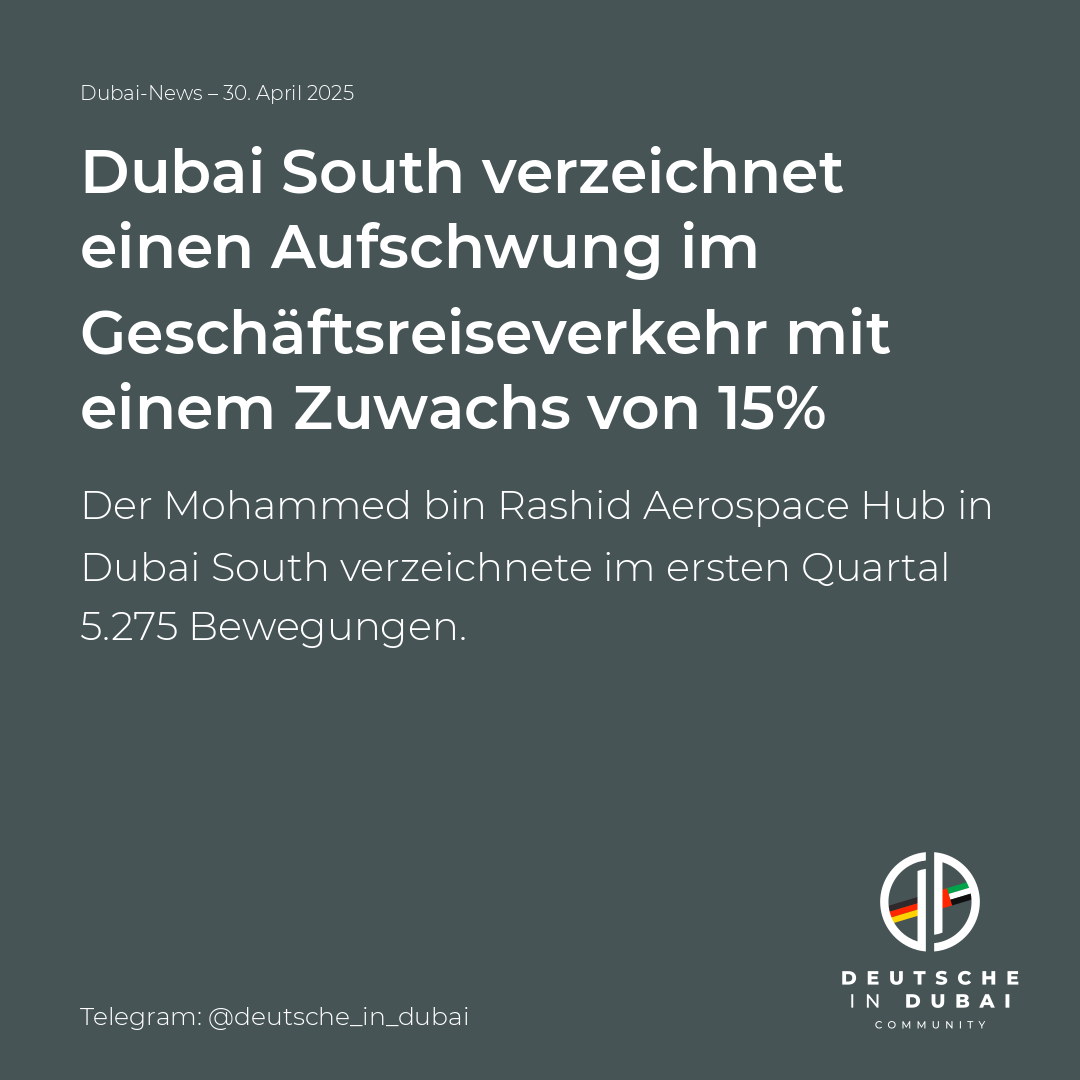 Dubai-News – 30. April 2025
Dubai South verzeichnet
einen Aufschwung im
Geschäftsreiseverkehr mit
einem Zuwachs von 15%
Der Mohammed bin Rashid Aerospace Hub in
Dubai South verzeichnete im ersten Quartal
5.275 Bewegungen.
DEUTSCHE
IN DUBAI
COMMUNITY
Telegram: @deutsche_in_dubai